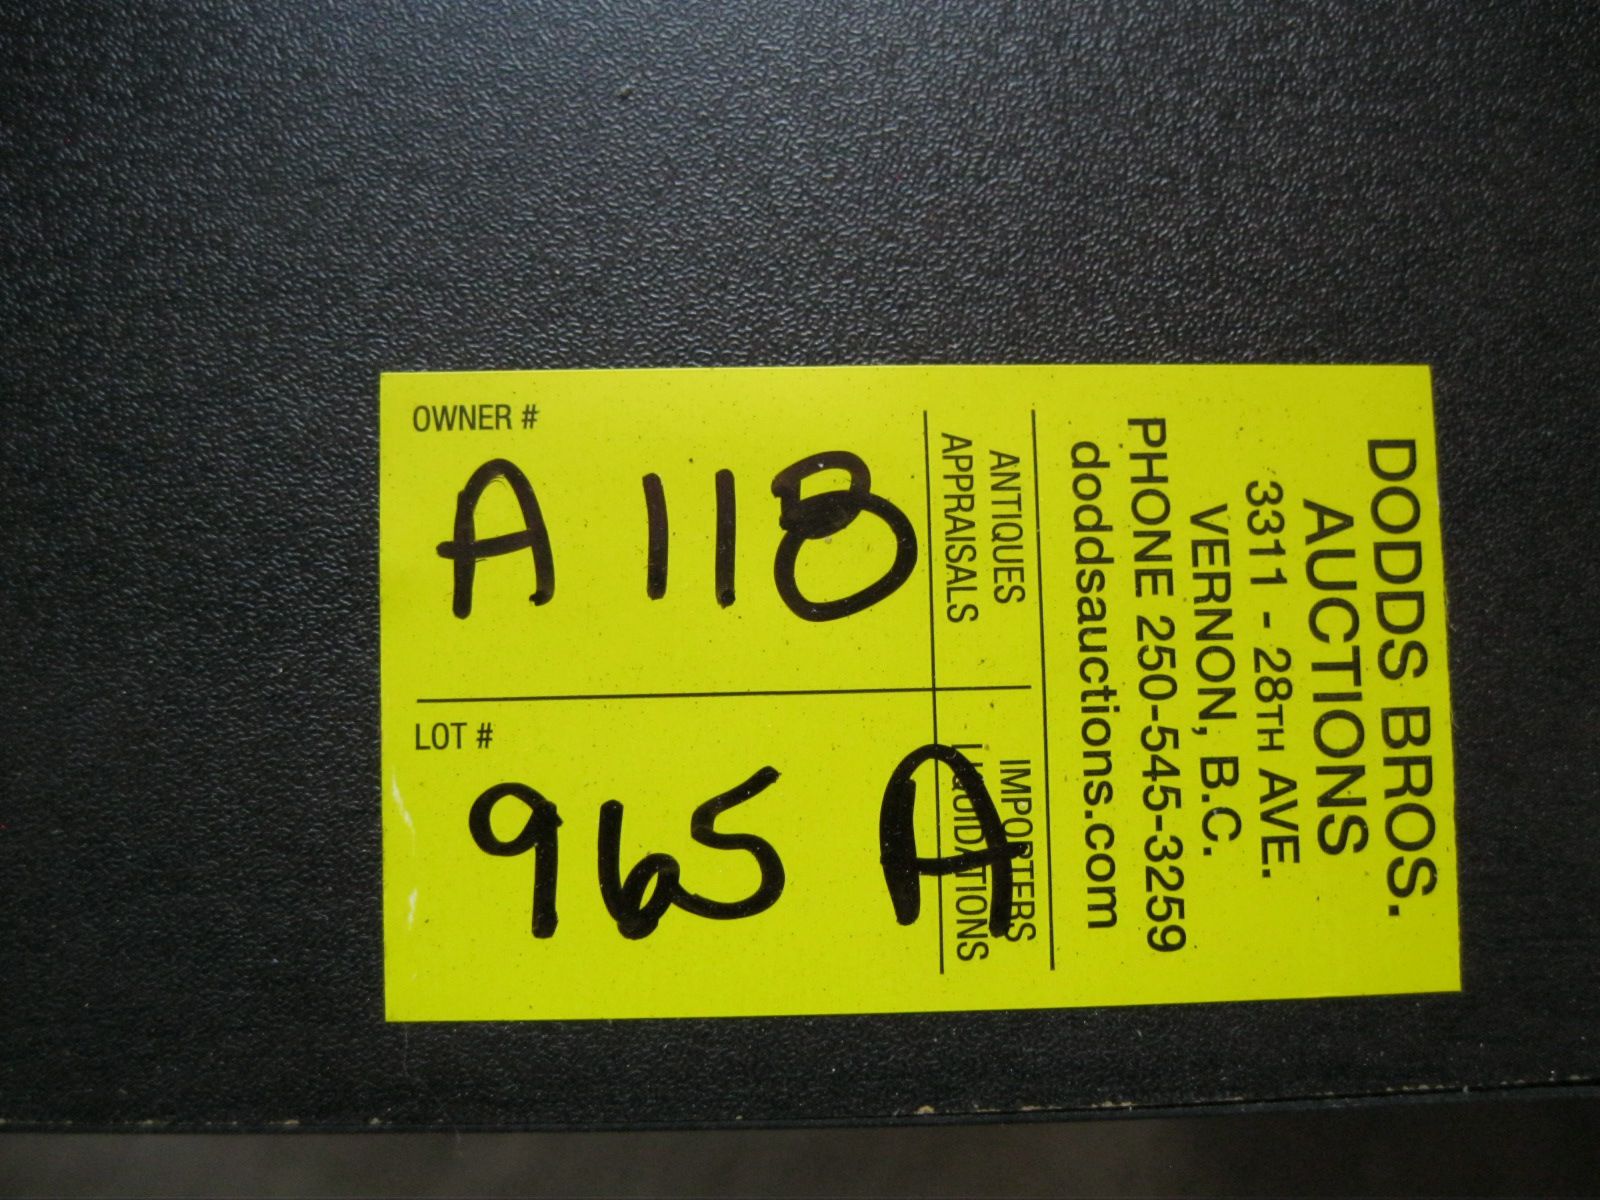 DODDS BROS.
AUCTIONS
3311 - 28TH AVE.
VERNON, B.C.
PHONE 250-545-3259
doddsauctions.com
ANTIQUES IMPORTERS
APPRAISALS LIQUIDATIONS
OWNER #
A 118
LOT #
965 A